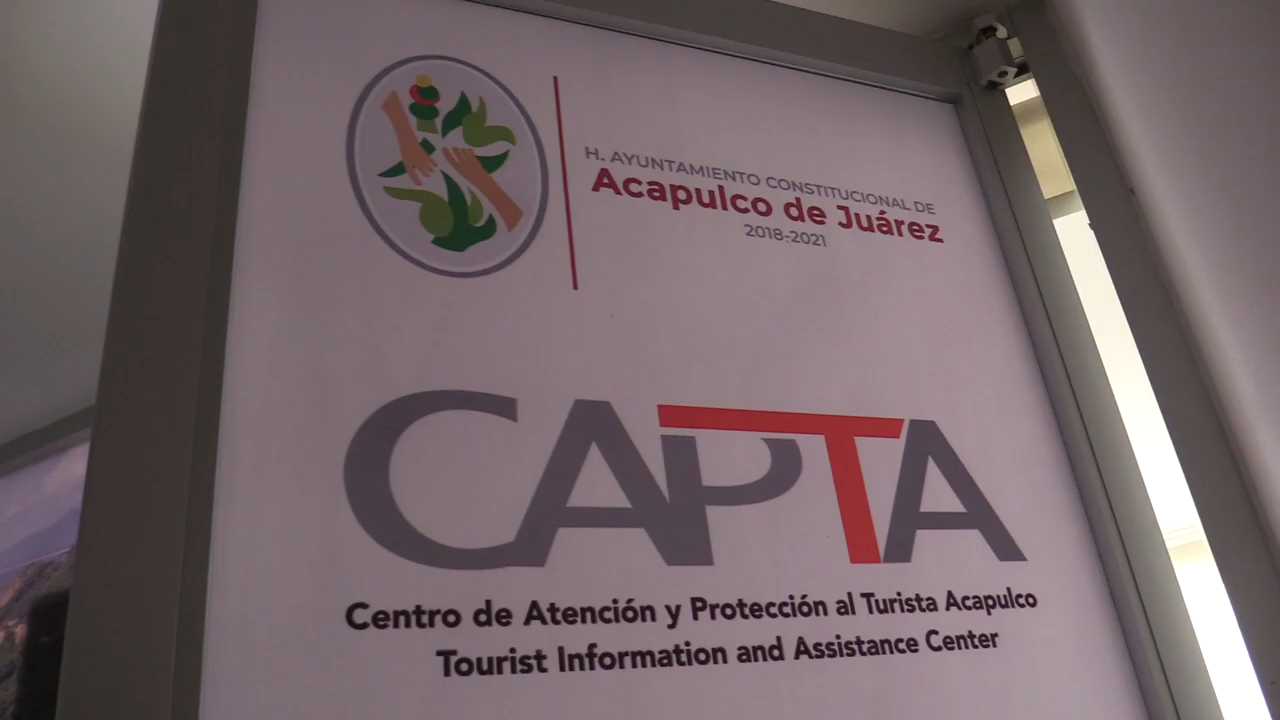 H. AYUNTAMIENTO CONSTITUCIONAL DE
Acapulco de Juárez
2018-2021
CAPTA
Centro de Atención y Protección al Turista Acapulco
Tourist Information and Assistance Center